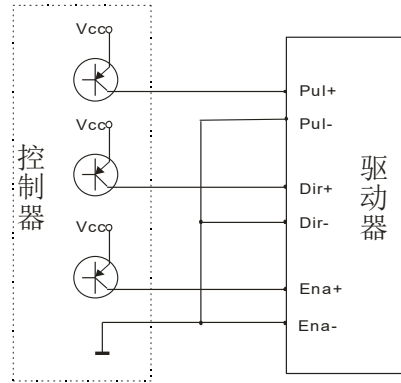 Vcc
Pul+
Pul-
Vcc
控制器
驱动器
Dir+
Dir-
Vcc
Ena+
Ena-